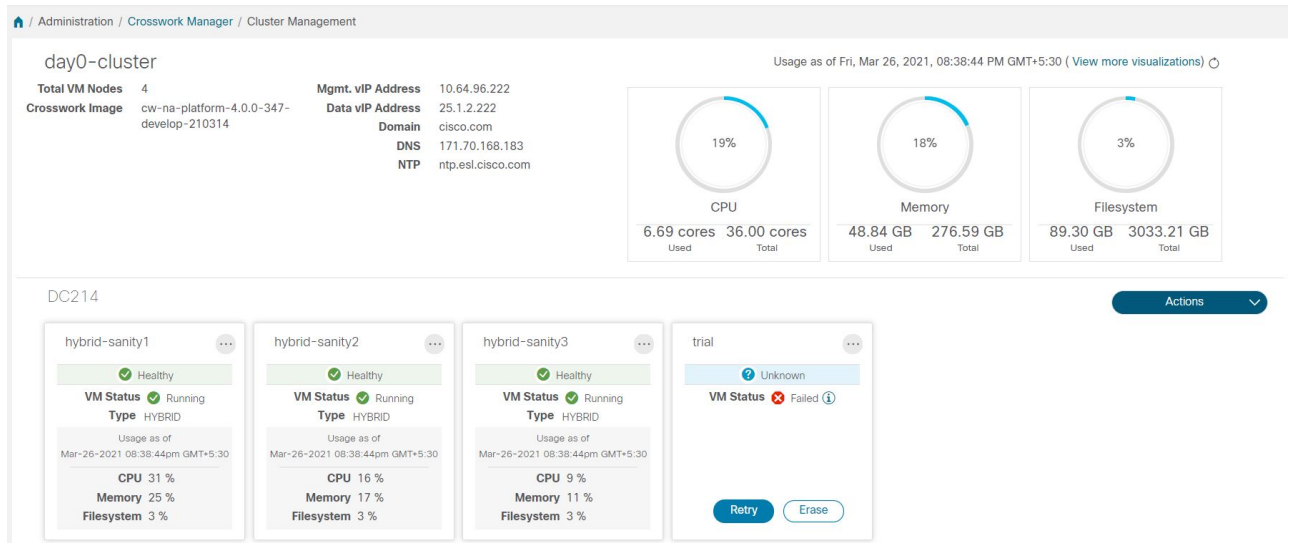 / Administration / Crosswork Manager / Cluster Management
day0-cluster
Usage as of Fri, Mar 26, 2021, 08:38:44 PM GMT+5:30 ( View more visualizations)
Total VM Nodes 4
Crosswork Image cw-na-platform-4.0.0-347-
develop-210314
Mgmt. vIP Address 10.64.96.222
Data vIP Address 25.1.2.222
Domain cisco.com
DNS 171.70.168.183
NTP ntp.esl.cisco.com
19%
CPU
6.69 cores 36.00 cores
Used Total
18%
Memory
48.84 GB 276.59 GB
Used Total
3%
Filesystem
89.30 GB 3033.21 GB
Used Total
DC214
Actions
hybrid-sanity1 ...
Healthy
VM Status Running
Type HYBRID
Usage as of
Mar-26-2021 08:38:44pm GMT+5:30
CPU 31 %
Memory 25 %
Filesystem 3 %
hybrid-sanity2 ...
Healthy
VM Status Running
Type HYBRID
Usage as of
Mar-26-2021 08:38:44pm GMT+5:30
CPU 16 %
Memory 17 %
Filesystem 3 %
hybrid-sanity3 ...
Healthy
VM Status Running
Type HYBRID
Usage as of
Mar-26-2021 08:38:44pm GMT+5:30
CPU 9 %
Memory 11 %
Filesystem 3 %
trial ...
? Unknown
VM Status Failed i
Retry Erase